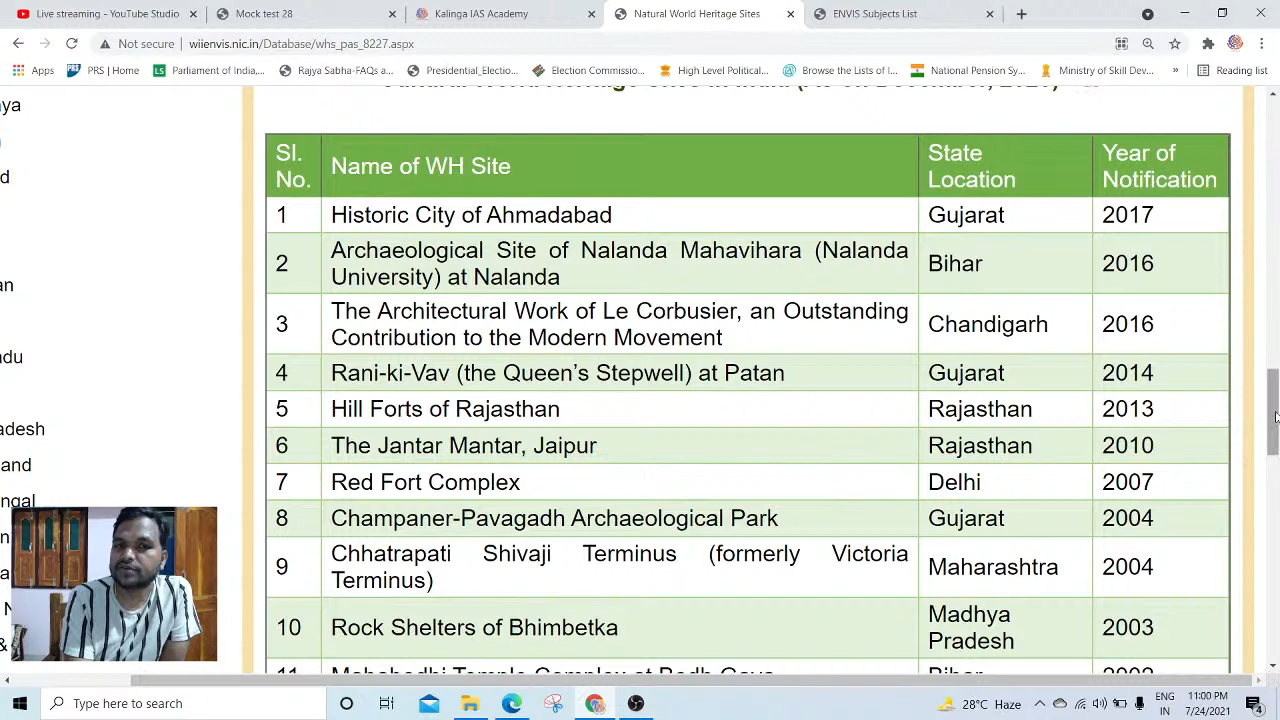 Live streaming - YouTube Studio
Mock test 28
Kalinga IAS Academy
Natural World Heritage Sites
ENVIS Subjects List
Not secure | wiienvis.nic.in/Database/whs_pas_8227.aspx
Apps
PRS | Home
Parliament of India,...
Rajya Sabha-FAQs a...
Presidential_Electio...
Election Commissio...
High Level Political...
Browse the Lists of I...
National Pension Sy...
Ministry of Skill Dev...
»
Reading list
ya
d
an
adu
adesh
and
ngal
Sl. No.
Name of WH Site
State Location
Year of Notification
1
Historic City of Ahmadabad
Gujarat
2017
2
Archaeological Site of Nalanda Mahavihara (Nalanda
University) at Nalanda
Bihar
2016
3
The Architectural Work of Le Corbusier, an Outstanding
Contribution to the Modern Movement
Chandigarh
2016
4
Rani-ki-Vav (the Queen's Stepwell) at Patan
Gujarat
2014
5
Hill Forts of Rajasthan
Rajasthan
2013
6
The Jantar Mantar, Jaipur
Rajasthan
2010
7
Red Fort Complex
Delhi
2007
8
Champaner-Pavagadh Archaeological Park
Gujarat
2004
9
Chhatrapati Shivaji Terminus (formerly Victoria
Terminus)
Maharashtra
2004
10
Rock Shelters of Bhimbetka
Madhya
Pradesh
2003
Type here to search
28°C Haze
ENG
IN
11:00 PM
7/24/2021
4